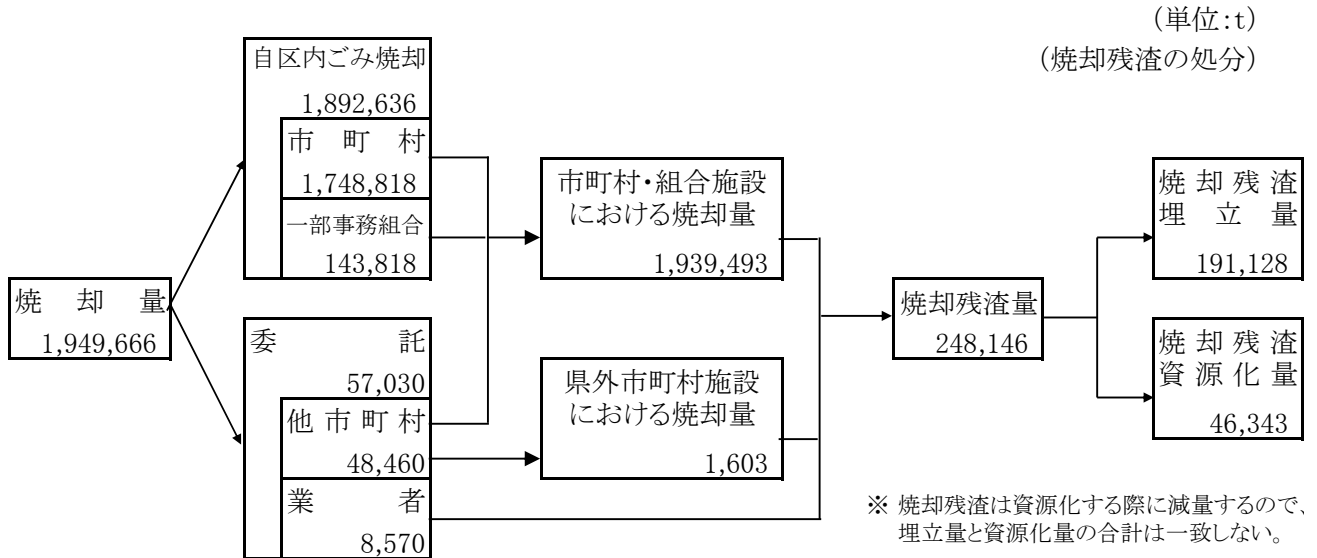 (単位:t)
(焼却残渣の処分)
自区内ごみ焼却
1,892,636
市町村
1,748,818
一部事務組合
143,818
焼却量
1,949,666
委託
57,030
他市町村
48,460
業者
8,570
市町村・組合施設
における焼却量
1,939,493
県外市町村施設
における焼却量
1,603
焼却残渣量
248,146
焼却残渣
埋立量
191,128
焼却残渣
資源化量
46,343
※ 焼却残渣は資源化する際に減量するので、
埋立量と資源化量の合計は一致しない。